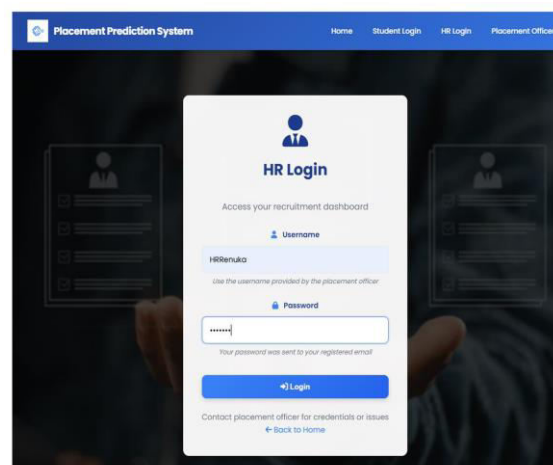 Placement Prediction System
Home
Student Login
HR Login
Placement Officer
HR Login
Access your recruitment dashboard
Username
HRRenuka
Use the username provided by the placement officer
Password
•••••••
Your password was sent to your registered email
Login
Contact placement officer for credentials or issues
← Back to Home